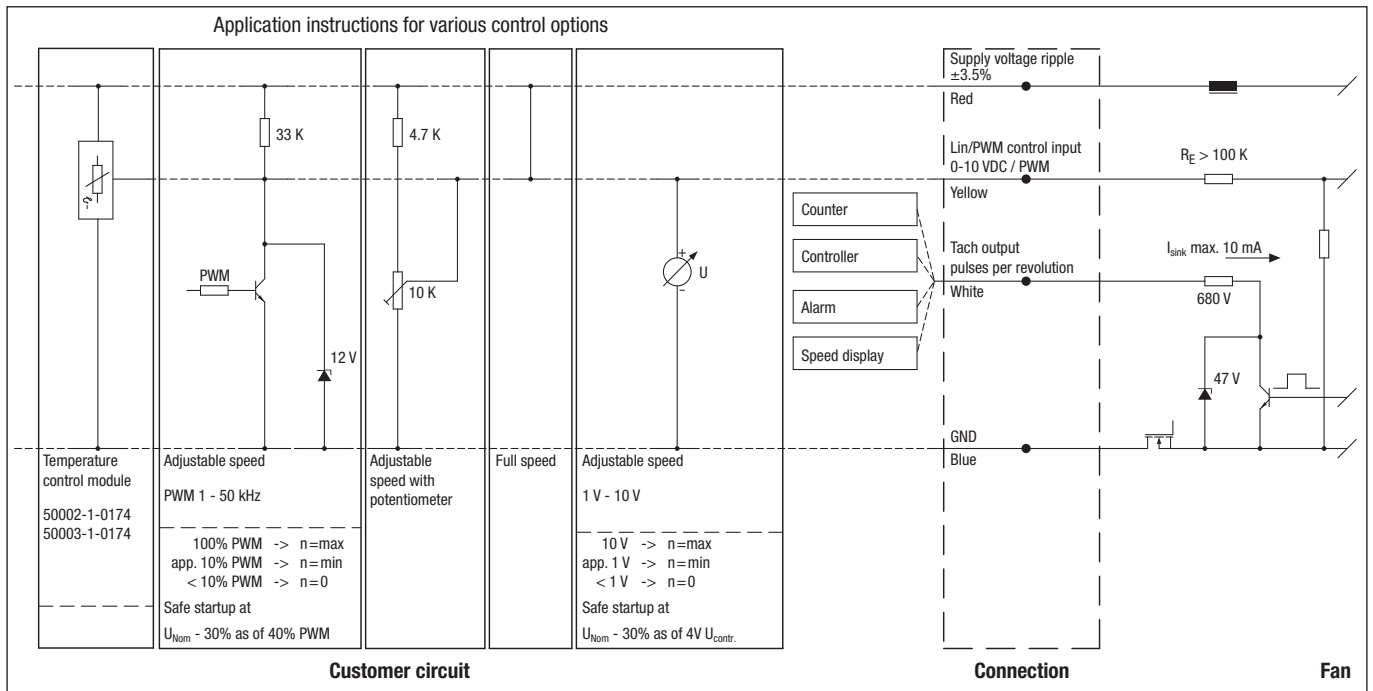 Application instructions for various control options
Supply voltage ripple
±3.5%
Red
33 K
4.7 K
Lin/PWM control input
0-10 VDC / PWM
Yellow
R_E > 100 K
Counter
Controller
Alarm
Speed display
Tach output
pulses per revolution
White
I_sink max. 10 mA
680 V
PWM
10 K
+
U
-
12 V
47 V
GND
Blue
Temperature
control module
50002-1-0174
50003-1-0174
Adjustable speed
PWM 1 - 50 kHz
100% PWM -> n=max
app. 10% PWM -> n=min
< 10% PWM -> n=0
Safe startup at
U_Nom - 30% as of 40% PWM
Adjustable
speed with
potentiometer
Full speed
Adjustable speed
1 V - 10 V
10 V -> n=max
app. 1 V -> n=min
< 1 V -> n=0
Safe startup at
U_Nom - 30% as of 4V U_contr.
Customer circuit
Connection
Fan